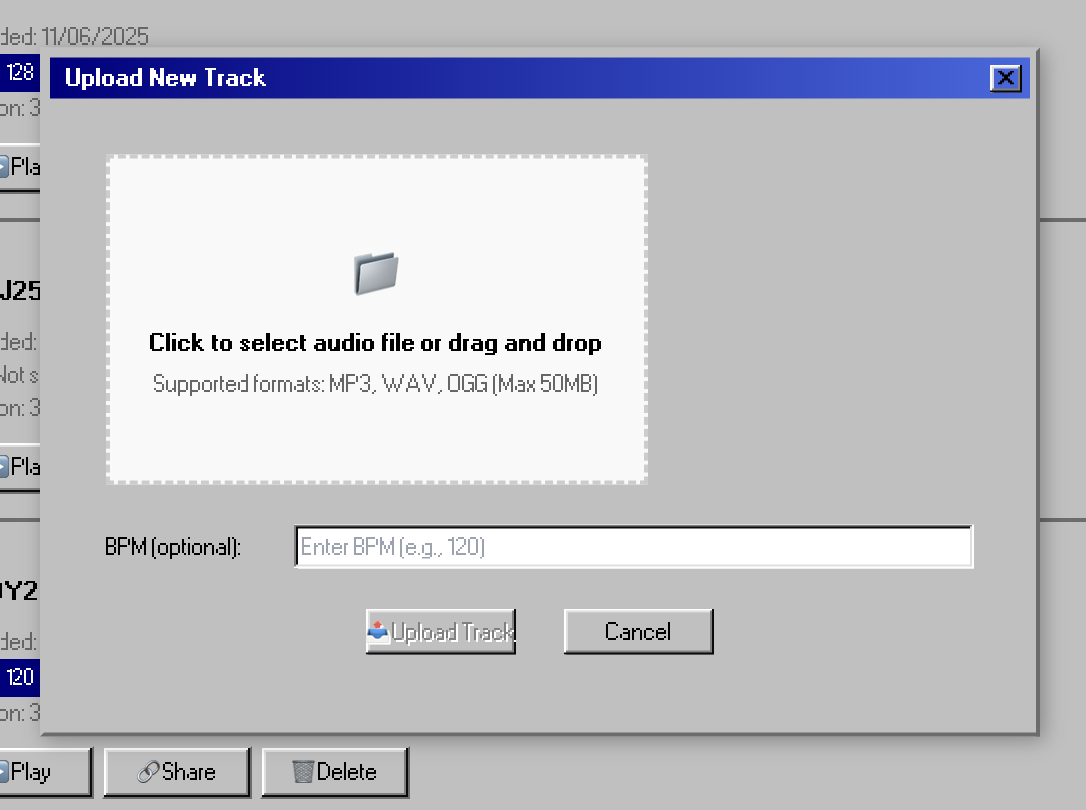 ded: 11/06/2025
128
Upload New Track
on: 3
Pla
Click to select audio file or drag and drop
Supported formats: MP3, WAV, OGG (Max 50MB)
J25
ded:
Not s
on: 3
Pla
BPM (optional):
Enter BPM (e.g., 120)
Y2
Upload Track
Cancel
ded:
120
on: 3
Play
Share
Delete